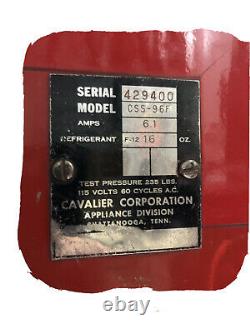 SERIAL 429400
MODEL CSS-96F
AMPS 6.1
REFRIGERANT F-12 16 OZ.
TEST PRESSURE 235 LBS.
115 VOLTS 60 CYCLES A.C.
CAVALIER CORPORATION
APPLIANCE DIVISION
CHATTANOOGA, TENN.